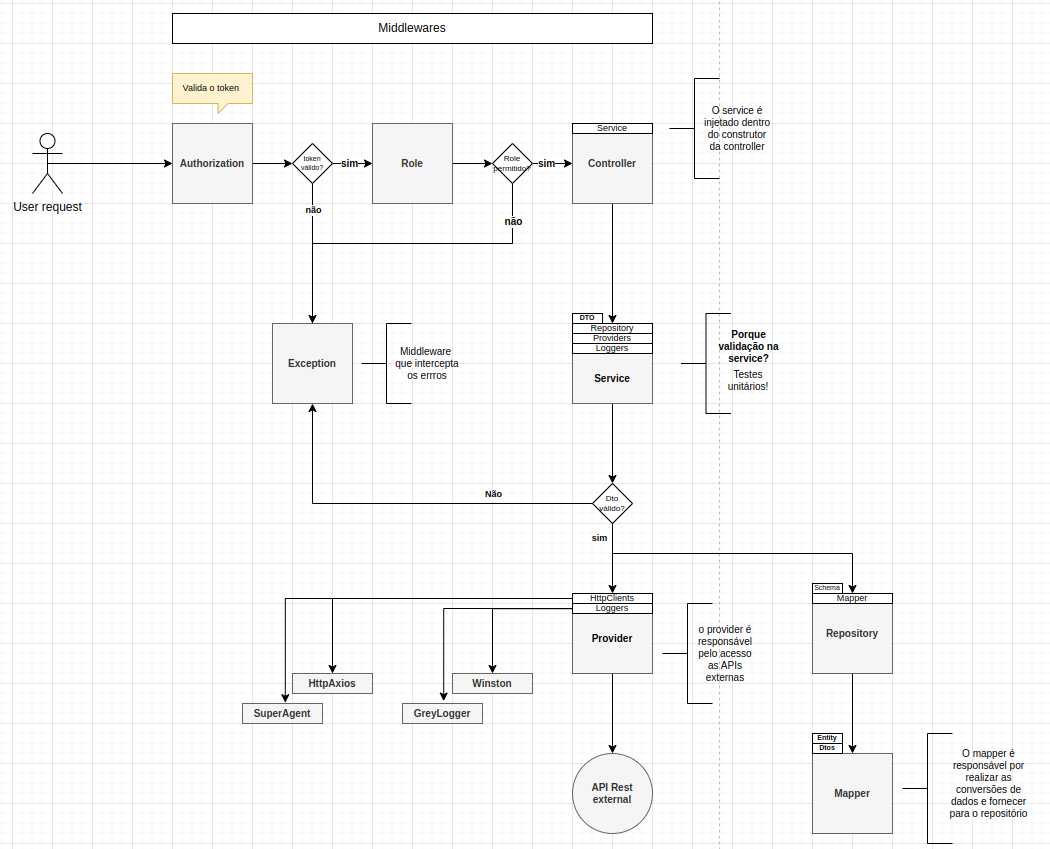 Middlewares
Valida o token
User request
Authorization
token
válido?
sim
Role
Role
permitido?
sim
Service
Controller
O service é
injetado dentro
do construtor
da controller
não
não
Exception
Middleware
que intercepta
os errros
DTO
Repository
Providers
Loggers
Service
Porque
validação na
service?
Testes
unitários!
Não
Dto
válido?
sim
HttpClients
Loggers
Provider
o provider é
responsável
pelo acesso
as APIs
externas
Schema
Mapper
Repository
HttpAxios
SuperAgent
Winston
GreyLogger
API Rest
external
Entity
Dtos
Mapper
O mapper é
responsável por
realizar as
conversões de
dados e fornecer
para o repositório